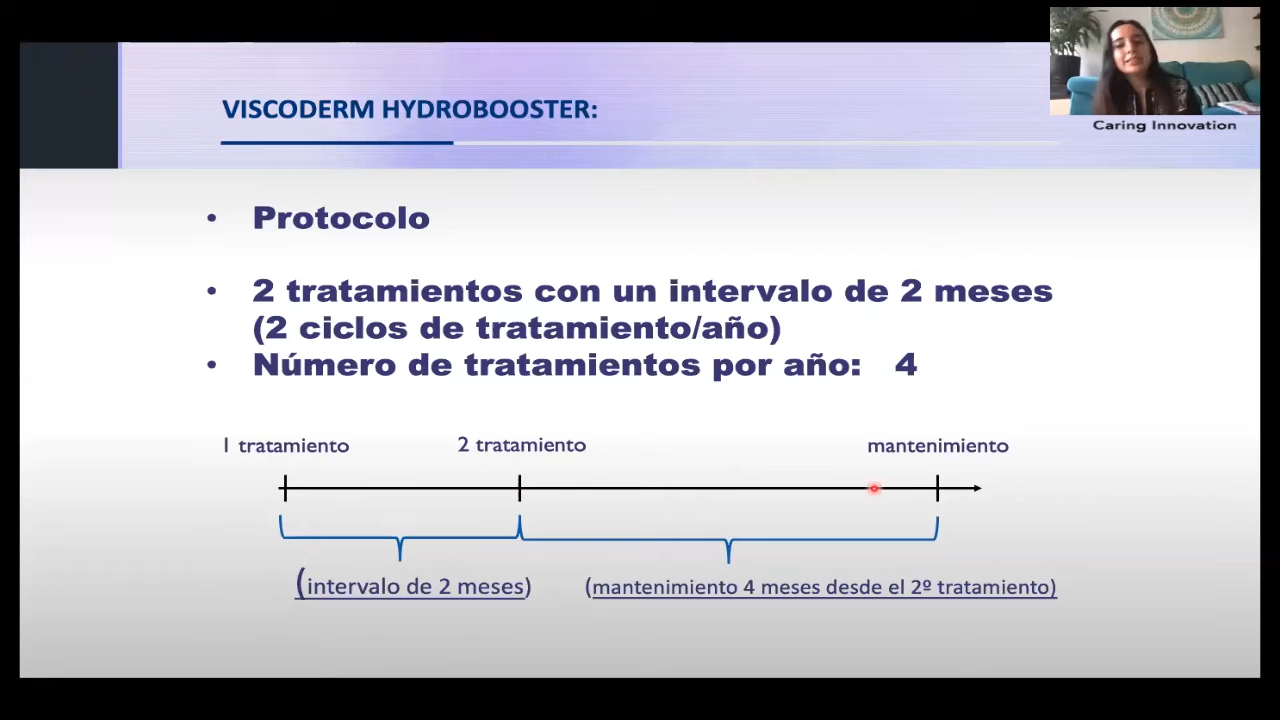 VISCODERM HYDROBOOSTER:
Caring Innovation
• Protocolo
• 2 tratamientos con un intervalo de 2 meses
(2 ciclos de tratamiento/año)
• Número de tratamientos por año: 4
1 tratamiento 2 tratamiento mantenimiento
(intervalo de 2 meses) (mantenimiento 4 meses desde el 2º tratamiento)